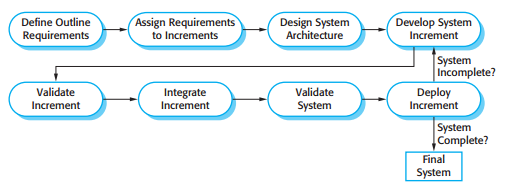 Define Outline
Requirements
Assign Requirements
to Increments
Design System
Architecture
Develop System
Increment
System
Incomplete?
Validate
Increment
Integrate
Increment
Validate
System
Deploy
Increment
System
Complete?
Final
System